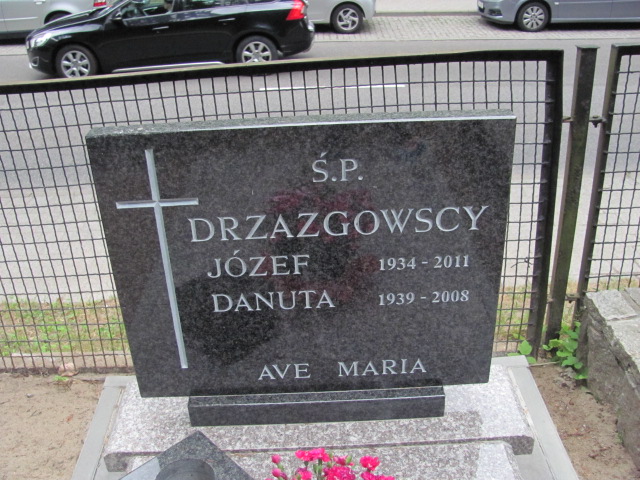 Ś.P.
DRZAZGOWSCY
JÓZEF 1934 - 2011
DANUTA 1939 - 2008
AVE MARIA